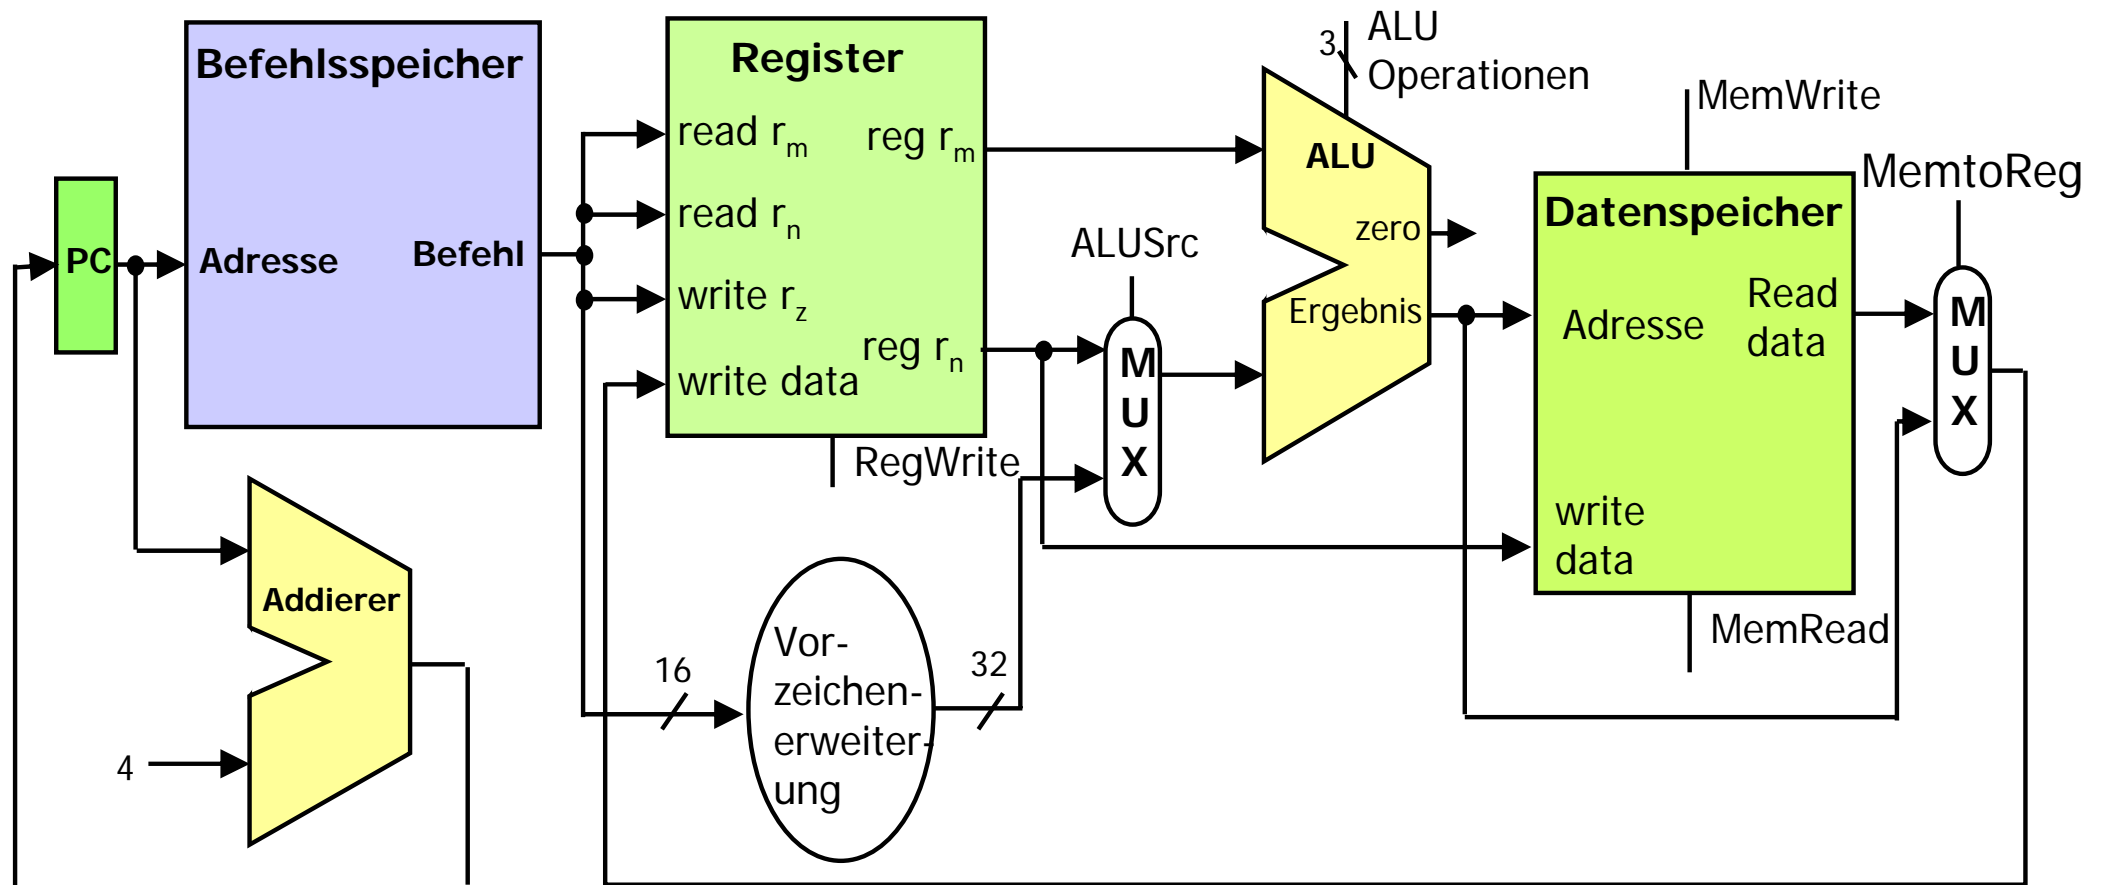 Befehlsspeicher
Adresse
Befehl
PC
Register
read rm
read rn
write rz
write data
reg rm
reg rn
RegWrite
3
ALU
Operationen
ALU
zero
Ergebnis
ALUSrc
M
U
X
MemWrite
Datenspeicher
Adresse
Read
data
write
data
MemRead
MemtoReg
M
U
X
Addierer
4
16
Vor-
zeichen-
erweiter-
ung
32